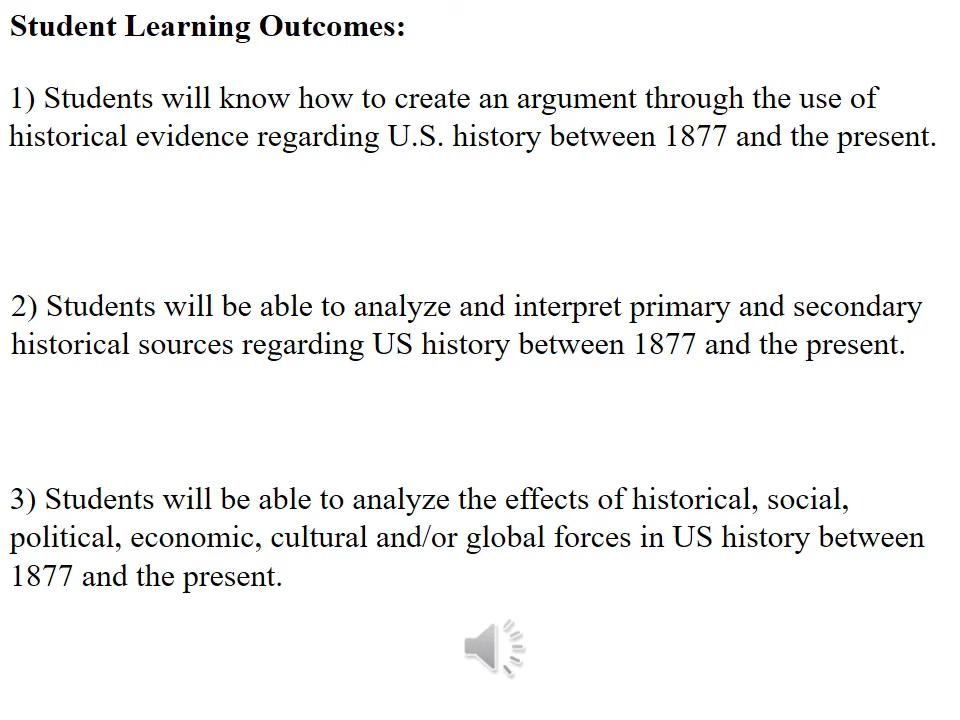 Student Learning Outcomes:
1) Students will know how to create an argument through the use of
historical evidence regarding U.S. history between 1877 and the present.
2) Students will be able to analyze and interpret primary and secondary
historical sources regarding US history between 1877 and the present.
3) Students will be able to analyze the effects of historical, social,
political, economic, cultural and/or global forces in US history between
1877 and the present.